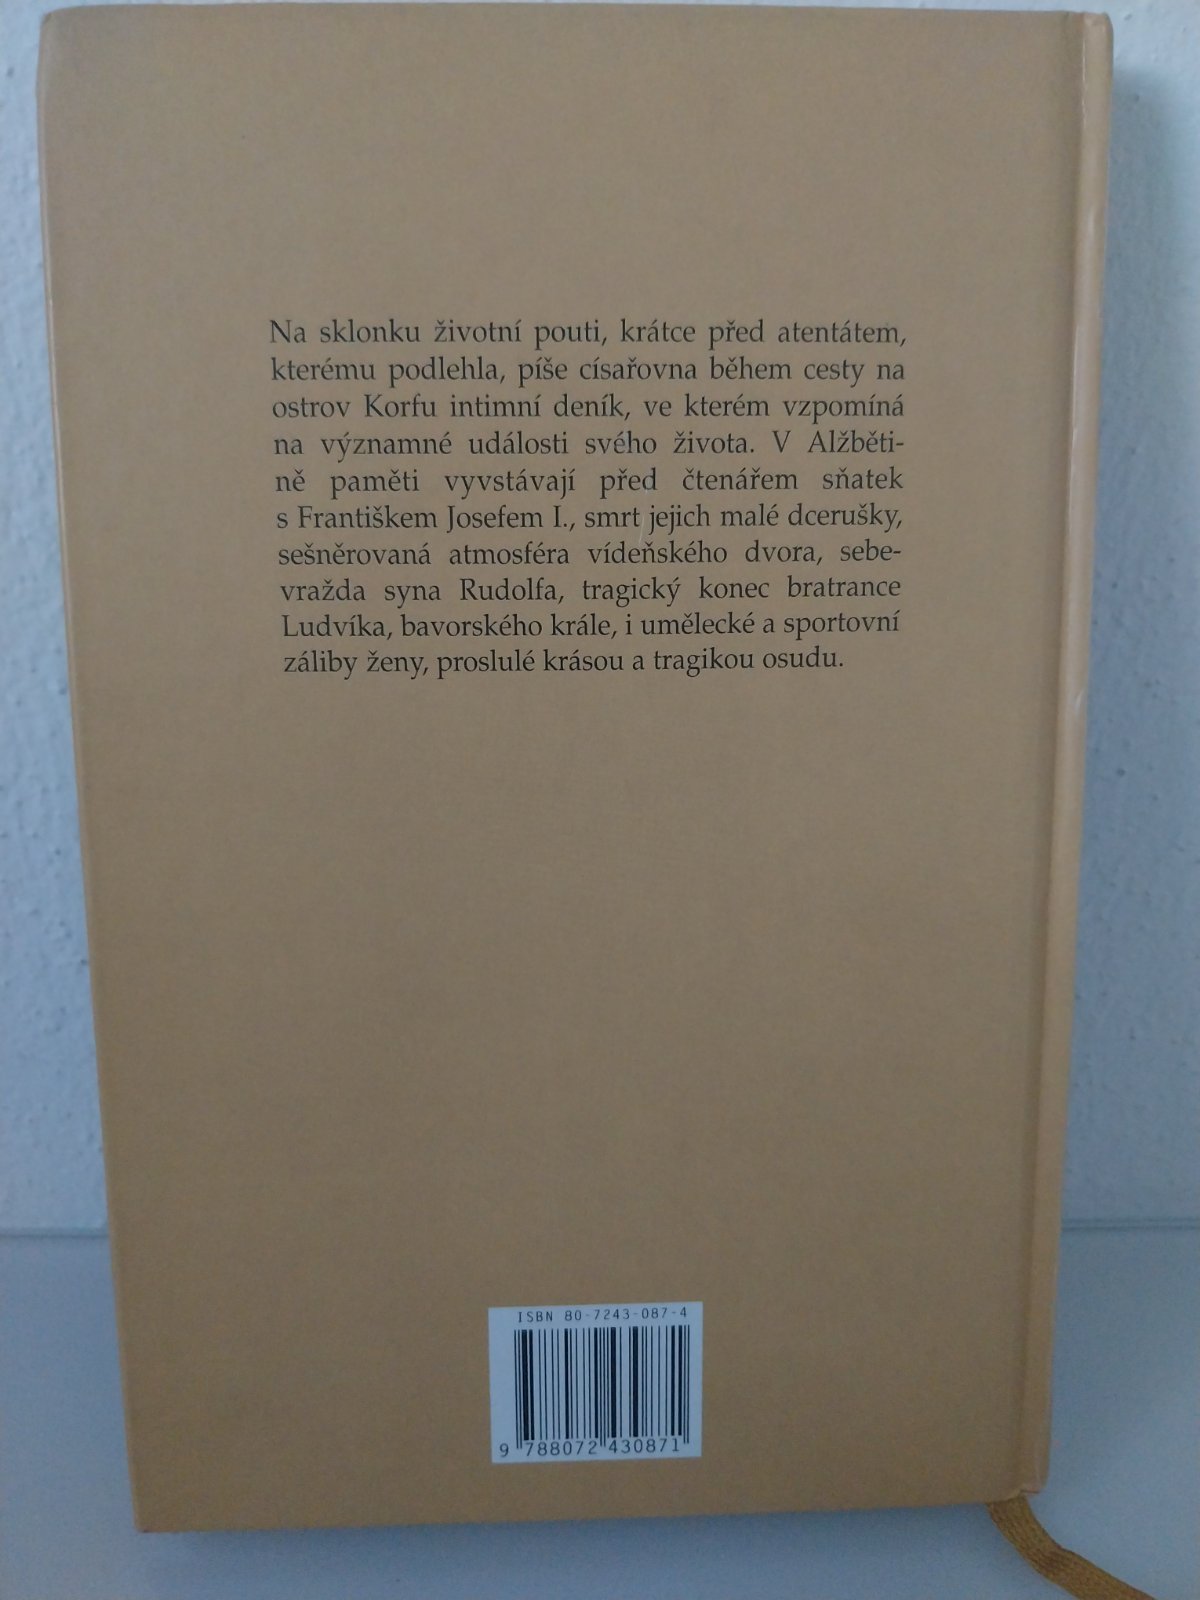 Na sklonku životní pouti, krátce před atentátem,
kterému podlehla, píše císařovna během cesty na
ostrov Korfu intimní deník, ve kterém vzpomíná
na významné události svého života. V Alžběti-
ně paměti vyvstávají před čtenářem sňatek
s Františkem Josefem I., smrt jejich malé dcerušky,
sešněrovaná atmosféra vídeňského dvora, sebe-
vražda syna Rudolfa, tragický konec bratrance
Ludvíka, bavorského krále, i umělecké a sportovní
záliby ženy, proslulé krásou a tragikou osudu.
ISBN 80-7243-087-4
9 788072 430871